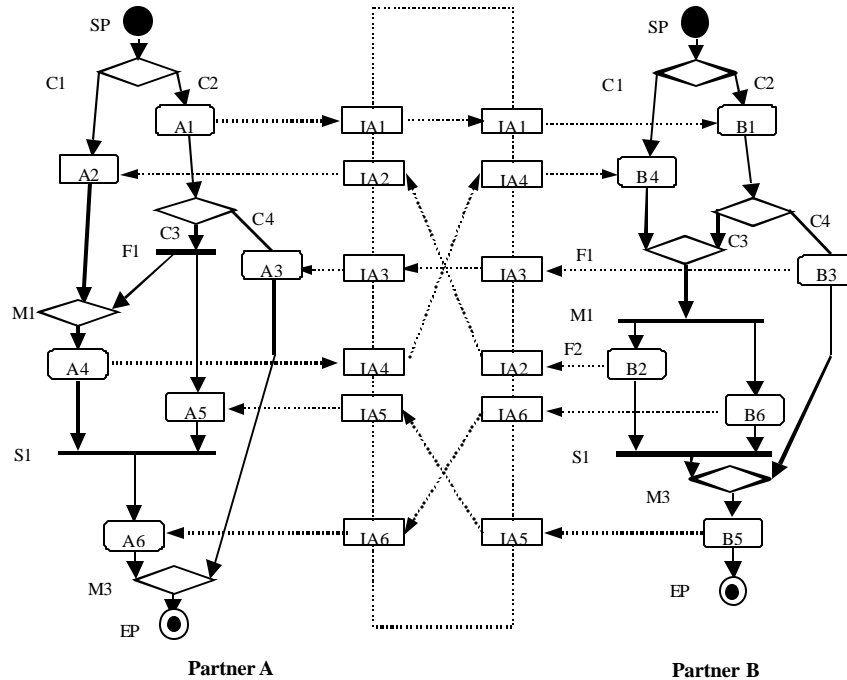 SP
SP
C1
C2
C1
C2
A1
IA1
IA1
B1
A2
IA2
IA4
B4
C3
C4
C3
C4
F1
A3
IA3
IA3
F1
B3
M1
M1
A4
IA4
IA2
F2
B2
A5
IA5
IA6
B6
S1
S1
M3
A6
IA6
IA5
B5
M3
EP
EP
Partner A
Partner B